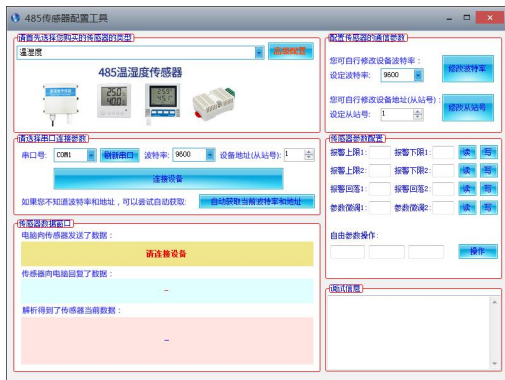 485传感器配置工具
请首先选择您购买的传感器的类型
温湿度
高级配置
485温湿度传感器
请选择串口连接参数
串口号: COM1 刷新串口 波特率: 9600 设备地址(从站号): 1
连接设备
如果您不知道波特率和地址，可以尝试自动获取: 自动获取当前波特率和地址
传感器数据窗口
电脑向传感器发送了数据：
请连接设备
传感器向电脑回复了数据：
--
解析得到了传感器当前数据：
--
配置传感器的通信参数
您可自行修改设备波特率：
设定波特率: 9600 修改波特率
您可自行修改设备地址(从站号)：
设定从站号: 1 修改从站号
传感器参数配置
报警上限1: 报警下限1: 读 写
报警上限2: 报警下限2: 读 写
报警回落1: 报警回落2: 读 写
参数微调1: 参数微调2: 读 写
自由参数操作:
操作
调试信息